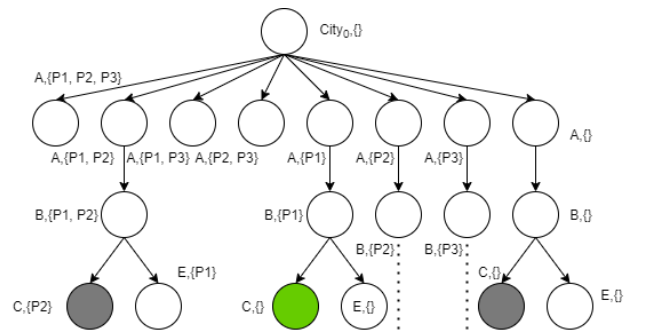 City₀,{}
A,{P1, P2, P3}
A,{}
A,{P1, P2} A,{P1, P3} A,{P2, P3} A,{P1} A,{P2} A,{P3}
B,{P1, P2} B,{P1} B,{}
B,{P2} B,{P3}
E,{P1} C,{}
C,{P2} C,{} E,{} E,{}